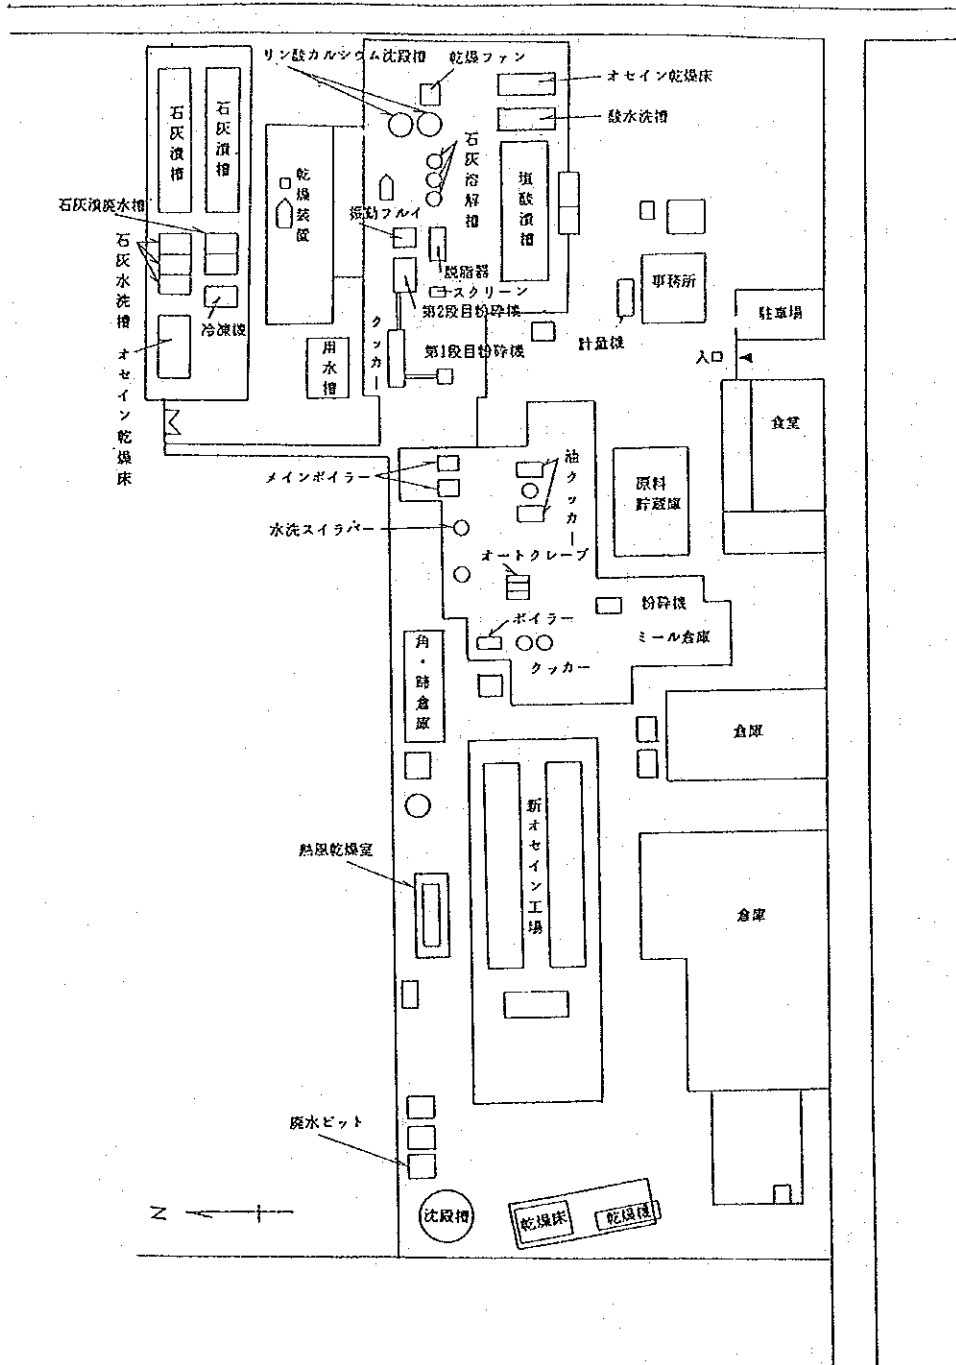 リン酸カルシウム沈殿槽
乾燥ファン
オセイン乾燥床
酸水洗槽
石灰漬槽
石灰漬槽
石灰溶解槽
塩酸漬槽
乾燥装置
振動フルイ
石灰漬廃水槽
石灰水洗槽
脱脂器
スクリーン
第2段目粉砕機
事務所
駐車場
冷凍機
クッカー
第1段目粉砕機
計量機
入口
用水槽
オセイン乾燥床
食堂
メインボイラー
油クッカー
原料
貯蔵庫
水洗スイラバー
オートクレーブ
粉砕機
ボイラー
ミール倉庫
クッカー
角・蹄倉庫
倉庫
新オセイン工場
熱風乾燥室
倉庫
廃水ピット
N
沈殿槽
乾燥床
乾燥機